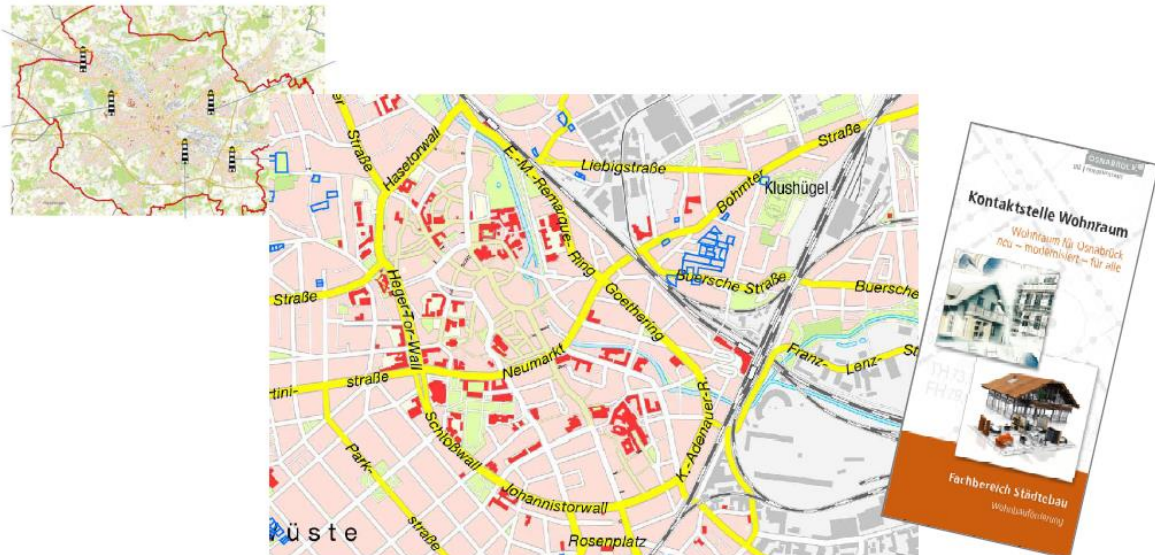 Straße
Hasetorwall
E.-M.-Remarque-Ring
Liebigstraße
Bohmter
Straße
Klushügel
Buersche Straße
Buersche
Straße
Heger-Tor-Wall
Goethering
Neumarkt
straße
Schloßwall
K.-Adenauer-R.
Franz-
Lenz-
St
Park-
straße
Johannistorwall
Rosenplatz
üste
OSNABRÜCK
Kontaktstelle Wohnraum
Wohnraum für Osnabrück
neu – modernisiert – für alle
Fachbereich Städtebau
Wohnbauförderung